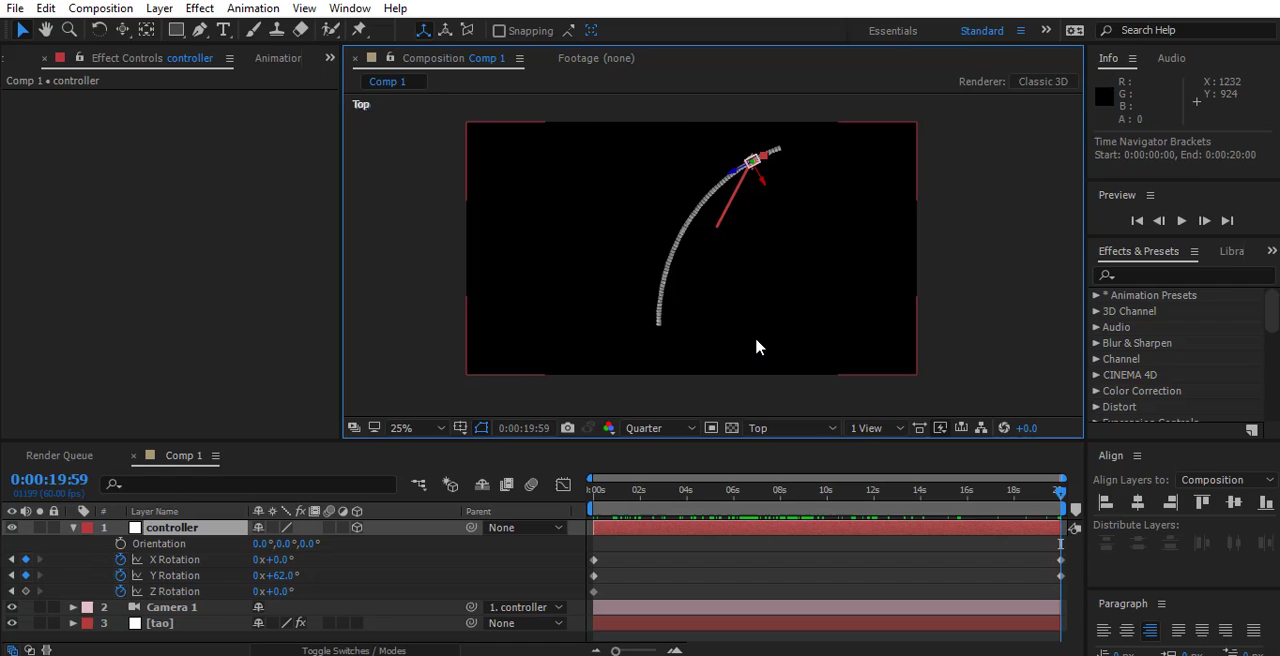 File Edit Composition Layer Effect Animation View Window Help
Snapping Essentials Standard Search Help
Effect Controls controller Animation
Comp 1 • controller
Composition Comp 1 Footage (none)
Comp 1
Renderer: Classic 3D
Top
25% 0:00:19:59 Quarter Top 1 View +0.0
Info Audio
R : X : 1232
G : Y : 924
B :
A : 0
Time Navigator Brackets
Start: 0:00:00:00, End: 0:00:20:00
Preview
Effects & Presets Libra
* Animation Presets
3D Channel
Audio
Blur & Sharpen
Channel
CINEMA 4D
Color Correction
Distort
Render Queue Comp 1
0:00:19:59
01199 (60.00 fps)
:00s 02s 04s 06s 08s 10s 12s 14s 16s 18s
# Layer Name Parent
1 controller None
Orientation 0.0°,0.0°,0.0°
X Rotation 0x+0.0°
Y Rotation 0x+62.0°
Z Rotation 0x+0.0°
2 Camera 1 1. controller
3 [tao] None
Toggle Switches / Modes
Align
Align Layers to: Composition
Distribute Layers:
Paragraph